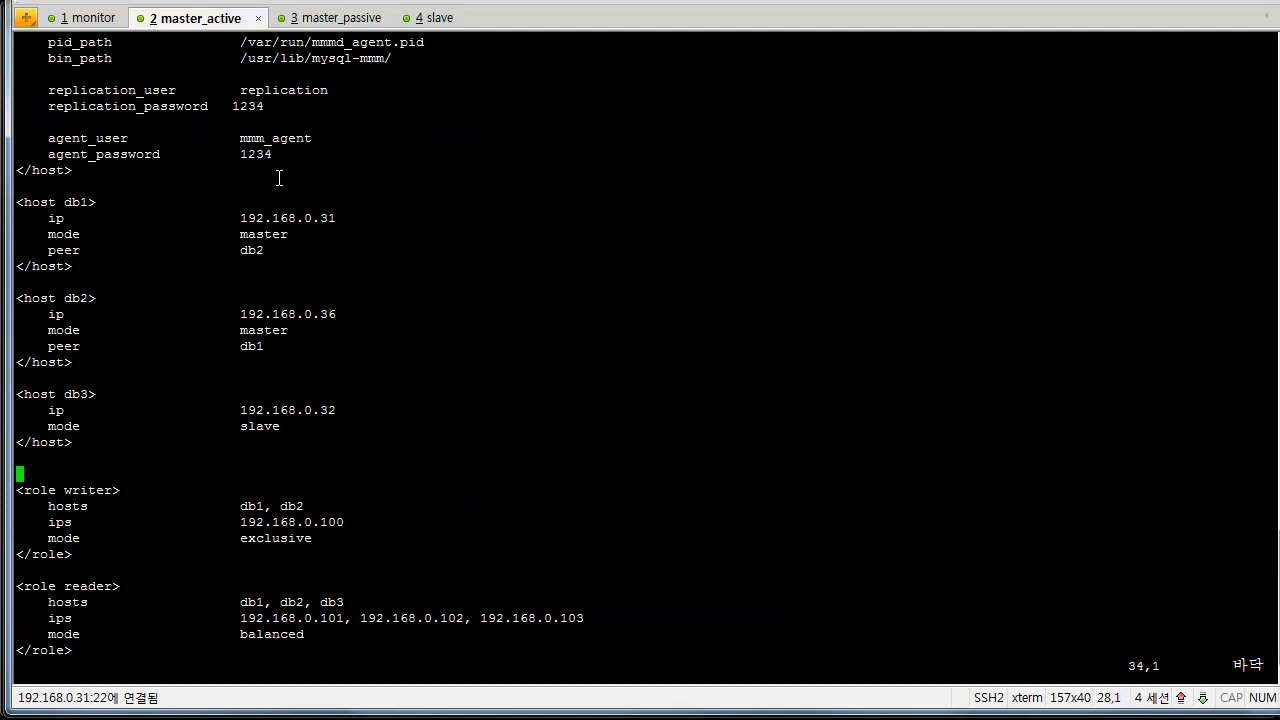 1 monitor 2 master_active × 3 master_passive 4 slave
pid_path /var/run/mmmd_agent.pid
bin_path /usr/lib/mysql-mmm/
replication_user replication
replication_password 1234
agent_user mmm_agent
agent_password 1234
</host>
<host db1>
ip 192.168.0.31
mode master
peer db2
</host>
<host db2>
ip 192.168.0.36
mode master
peer db1
</host>
<host db3>
ip 192.168.0.32
mode slave
</host>
<role writer>
hosts db1, db2
ips 192.168.0.100
mode exclusive
</role>
<role reader>
hosts db1, db2, db3
ips 192.168.0.101, 192.168.0.102, 192.168.0.103
mode balanced
</role>
34,1 바닥
192.168.0.31:22에 연결됨 SSH2 xterm 157x40 28,1 4 세션 CAP NUM